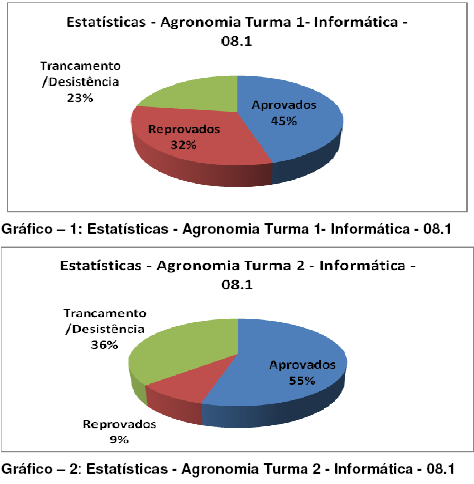 Estatísticas - Agronomia Turma 1- Informática -
08.1
Trancamento
/Desistência
23%
Aprovados
45%
Reprovados
32%
Gráfico – 1: Estatísticas - Agronomia Turma 1- Informática - 08.1
Estatísticas - Agronomia Turma 2 - Informática -
08.1
Trancamento
/Desistência
36%
Aprovados
55%
Reprovados
9%
Gráfico – 2: Estatísticas - Agronomia Turma 2 - Informática - 08.1